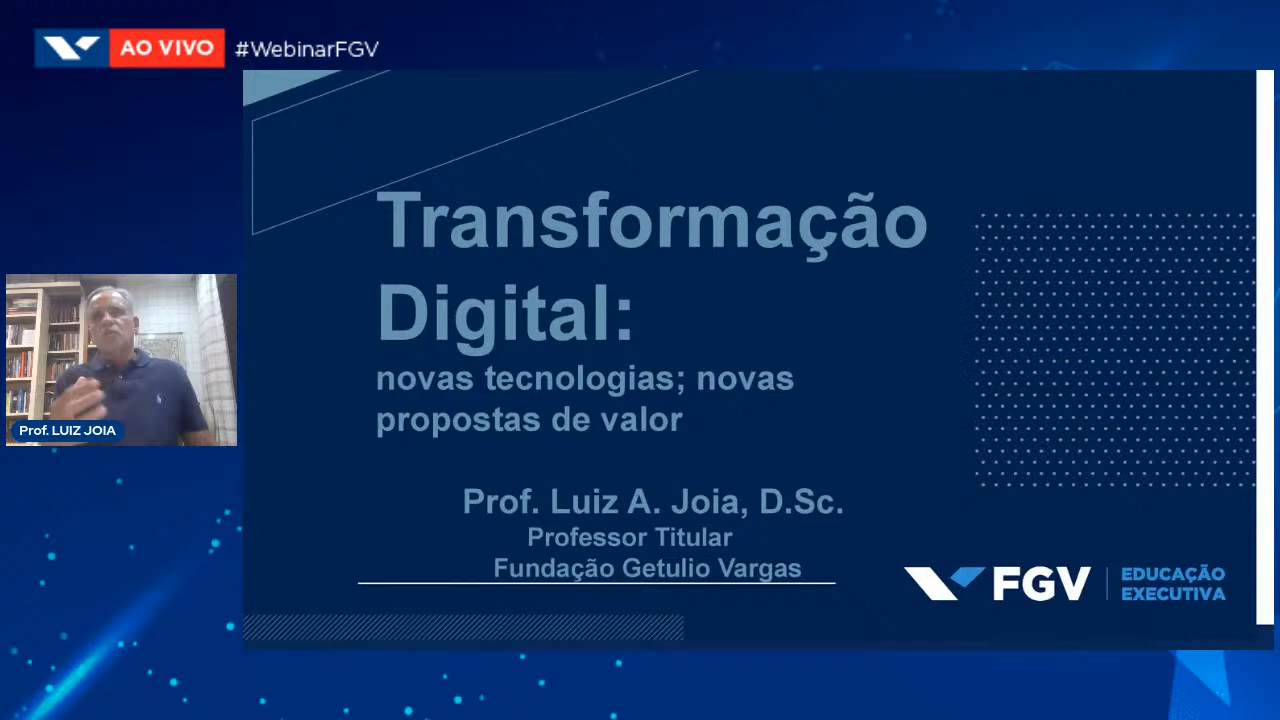 AO VIVO #WebinarFGV
Transformação
Digital:
novas tecnologias; novas
propostas de valor
Prof. LUIZ JOIA
Prof. Luiz A. Joia, D.Sc.
Professor Titular
Fundação Getulio Vargas
FGV
EDUCAÇÃO
EXECUTIVA